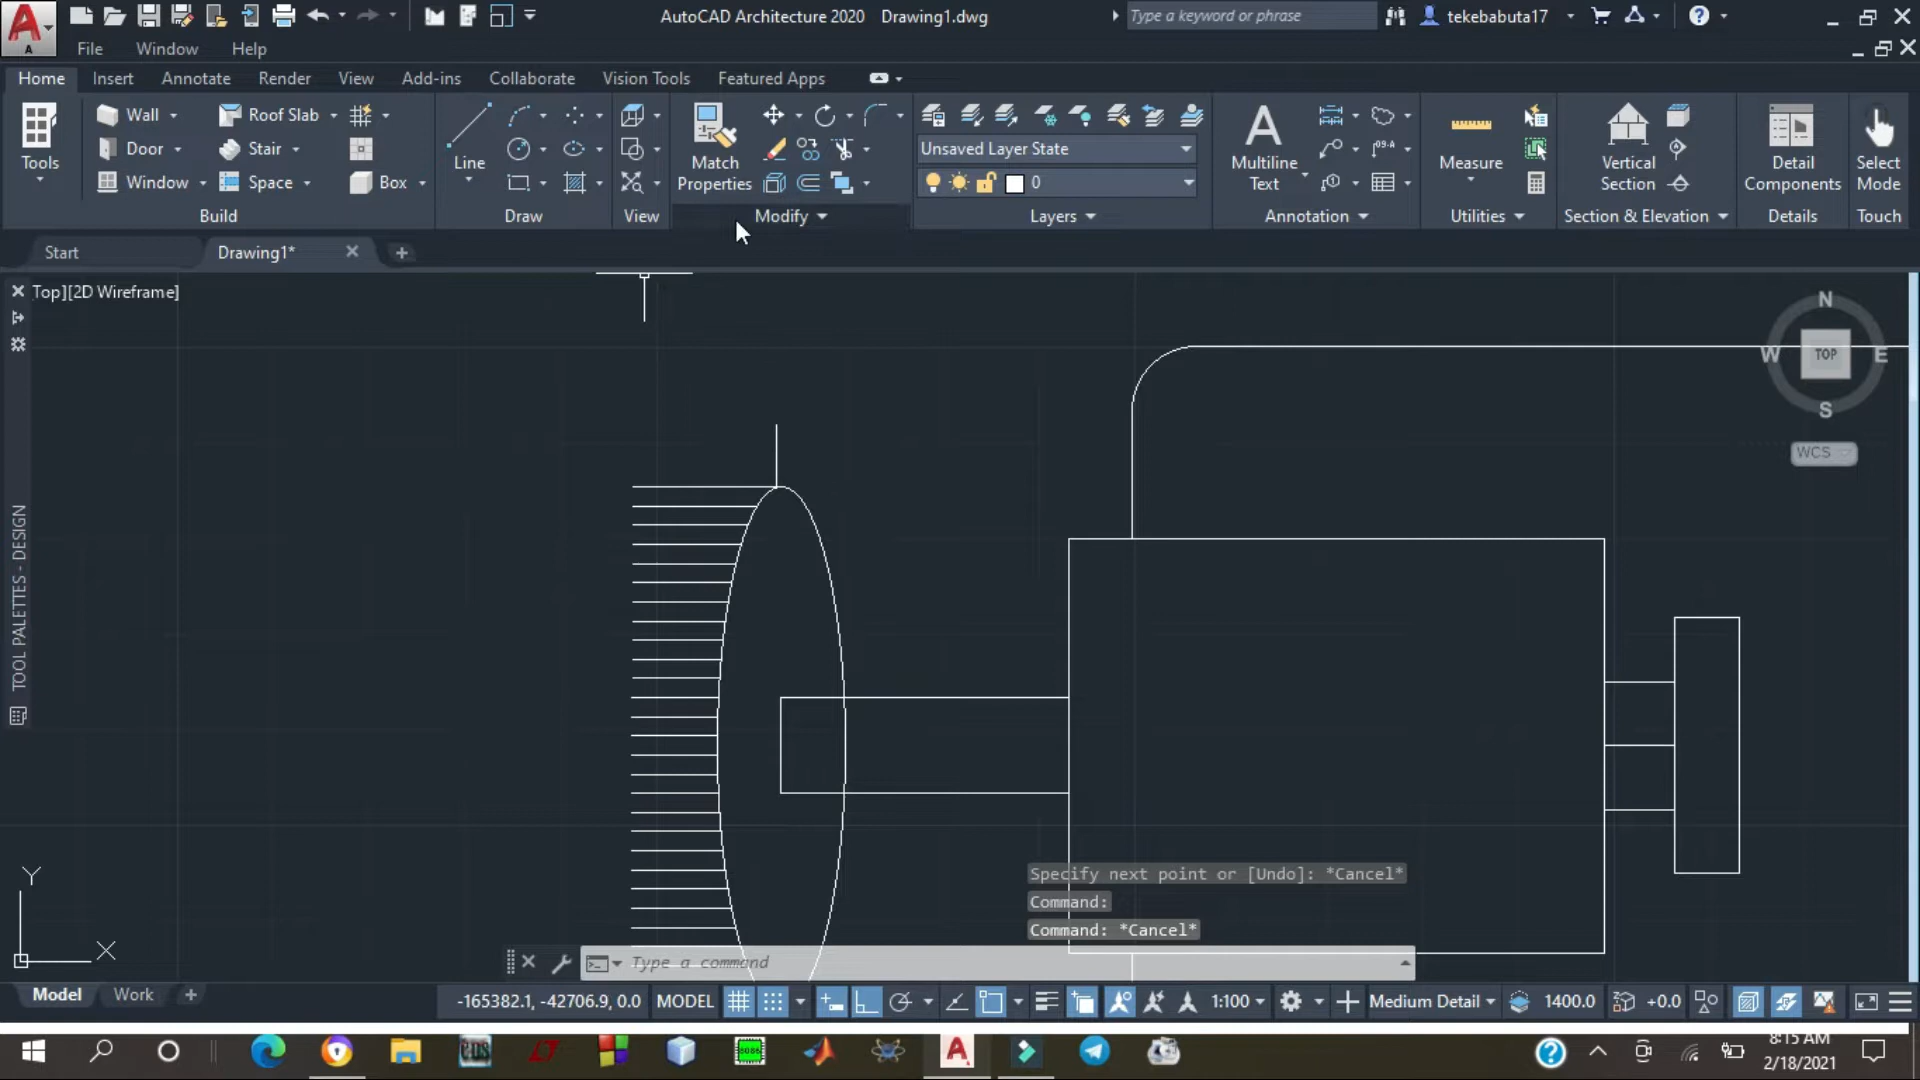 AutoCAD Architecture 2020 Drawing1.dwg
Type a keyword or phrase
tekebabuta17
File Window Help
Home Insert Annotate Render View Add-ins Collaborate Vision Tools Featured Apps
Tools
Wall
Door
Window
Roof Slab
Stair
Space
Box
Build
Line
Draw
View
Match Properties
Modify
Unsaved Layer State
0
Layers
Multiline Text
Annotation
Measure
Utilities
Vertical Section
Section & Elevation
Detail Components
Details
Select Mode
Touch
Start
Drawing1*
Top][2D Wireframe]
N
W
TOP
E
S
WCS
TOOL PALETTES - DESIGN
Specify next point or [Undo]: *Cancel*
Command:
Command: *Cancel*
Type a command
Y
X
Model Work
-165382.1, -42706.9, 0.0 MODEL
1:100
Medium Detail
1400.0
+0.0
8:15 AM
2/18/2021